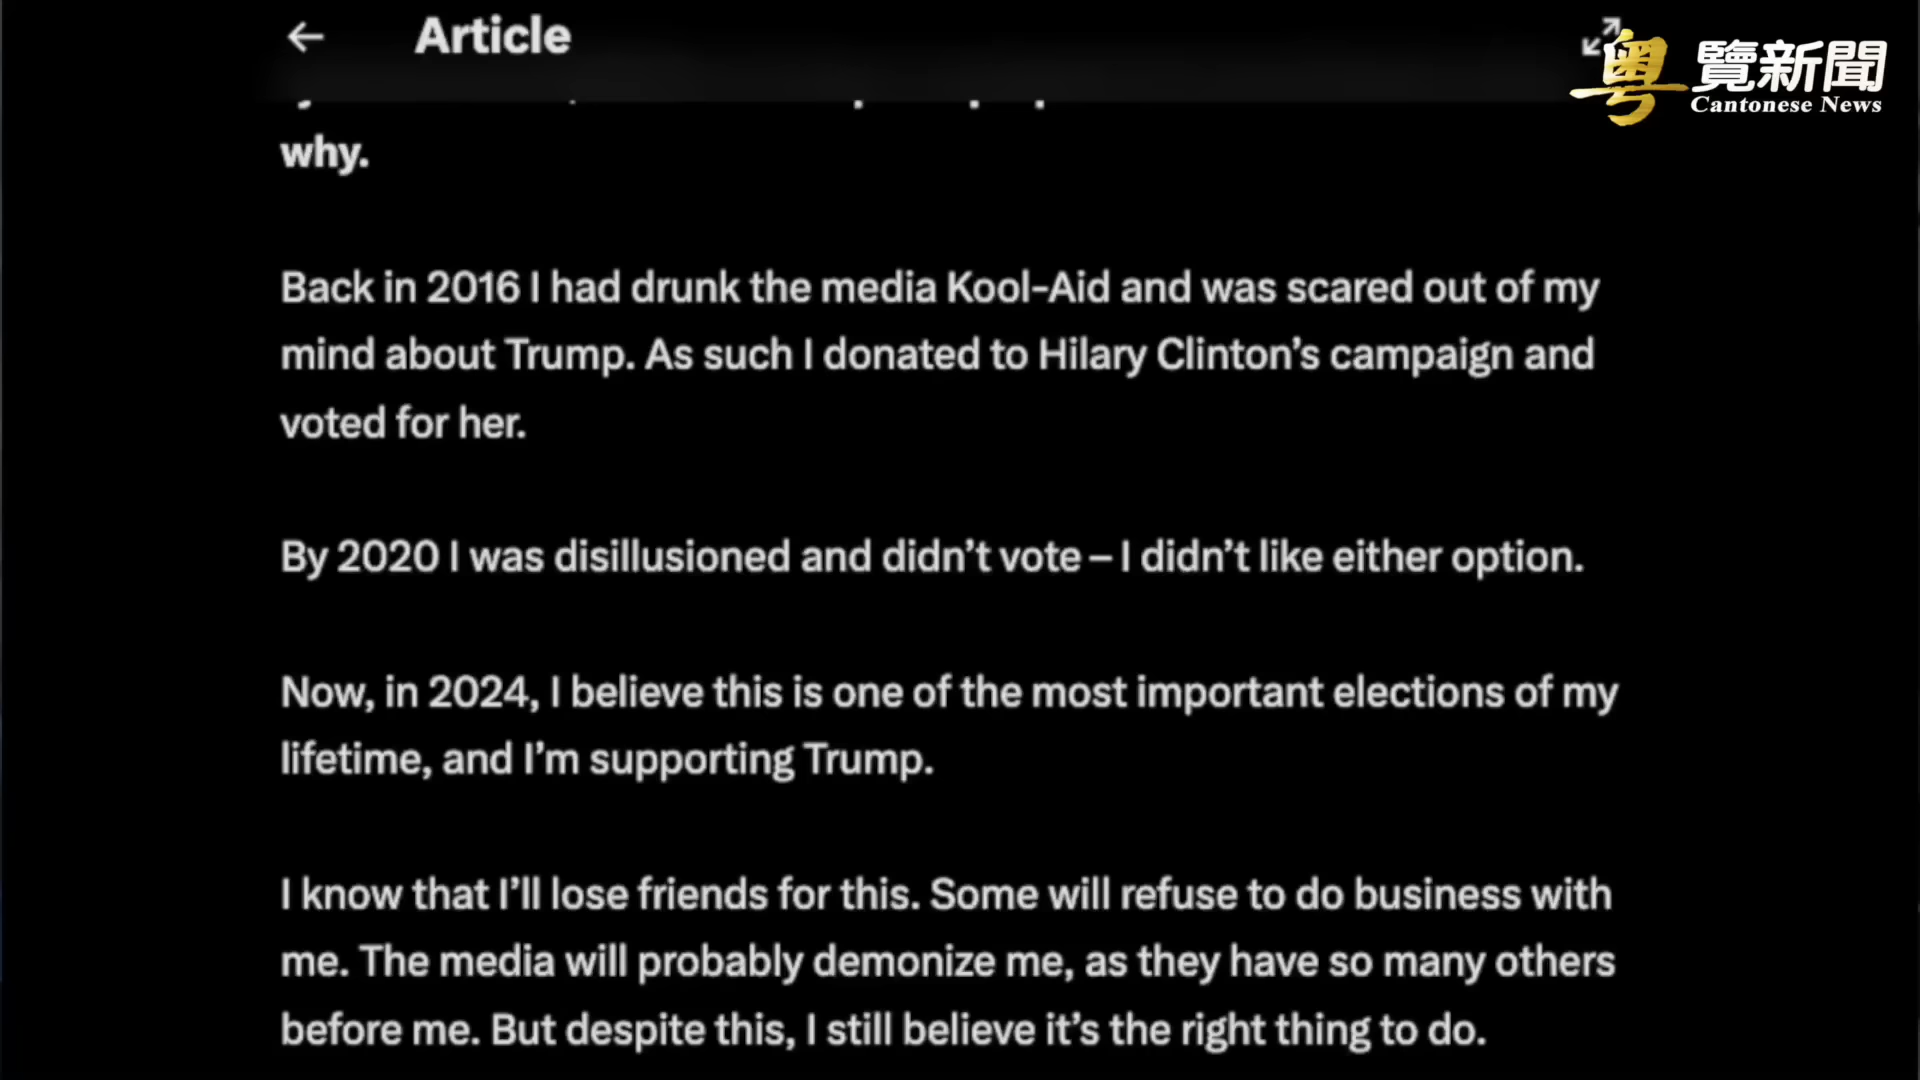 Article
粵覽新聞
Cantonese News
why.
Back in 2016 I had drunk the media Kool-Aid and was scared out of my
mind about Trump. As such I donated to Hilary Clinton’s campaign and
voted for her.
By 2020 I was disillusioned and didn’t vote – I didn’t like either option.
Now, in 2024, I believe this is one of the most important elections of my
lifetime, and I’m supporting Trump.
I know that I’ll lose friends for this. Some will refuse to do business with
me. The media will probably demonize me, as they have so many others
before me. But despite this, I still believe it’s the right thing to do.